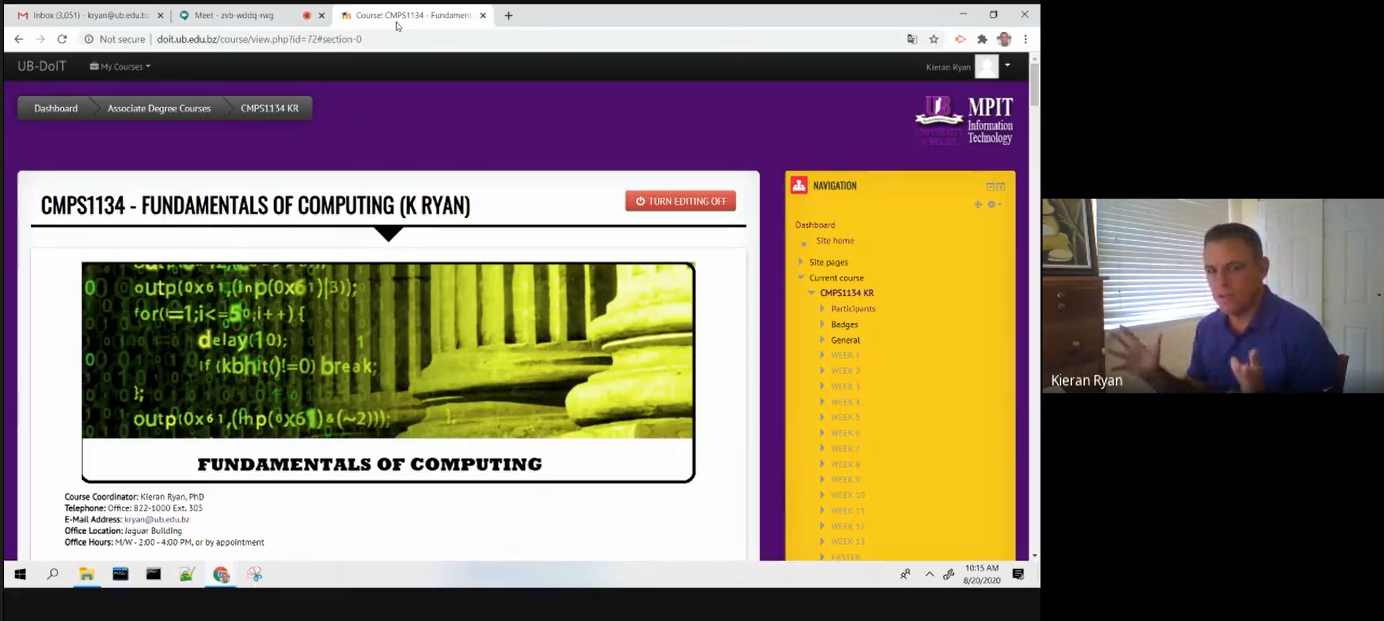 Inbox (3,051) - kryan@ub.edu.bz
Meet - zvb-wddq-rwg
Course: CMPS1134 - Fundament
Not secure | doit.ub.edu.bz/course/view.php?id=72#section-0
UB-DoIT
My Courses
Kieran Ryan
Dashboard
Associate Degree Courses
CMPS1134 KR
MPIT
Information
Technology
CMPS1134 - FUNDAMENTALS OF COMPUTING (K RYAN)
TURN EDITING OFF
outp(0x61,(inp(0x61)|3));
for(i=1;i<=50;i++) {
delay(10);
if (kbhit()!=0) break;
};
outp(0x61,(inp(0x61)&(~2)));
FUNDAMENTALS OF COMPUTING
Course Coordinator: Kieran Ryan, PhD
Telephone: Office: 822-1000 Ext. 305
E-Mail Address: kryan@ub.edu.bz
Office Location: Jaguar Building
Office Hours: M/W - 2:00 - 4:00 PM, or by appointment
NAVIGATION
Dashboard
Site home
Site pages
Current course
CMPS1134 KR
Participants
Badges
General
WEEK 1
WEEK 2
WEEK 3
WEEK 4
WEEK 5
WEEK 6
WEEK 7
WEEK 8
WEEK 9
WEEK 10
WEEK 11
WEEK 12
WEEK 13
EASTER
10:15 AM
8/20/2020
Kieran Ryan